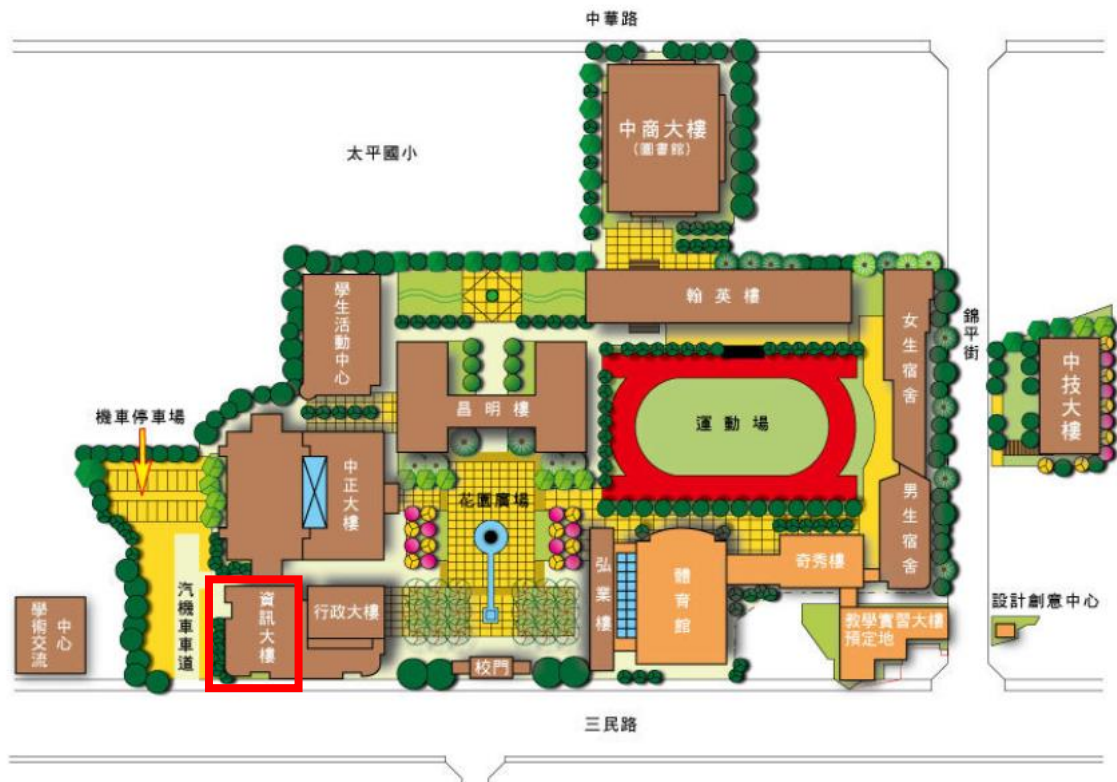 中華路
中商大樓
(圖書館)
太平國小
翰英樓
學生活動中心
女生宿舍
錦平街
中技大樓
昌明樓
運動場
機車停車場
中正大樓
花園廣場
男生宿舍
弘業樓
體育館
奇秀樓
資訊大樓
行政大樓
汽機車車道
學術交流
中心
教學實習大樓
預定地
設計創意中心
校門
三民路